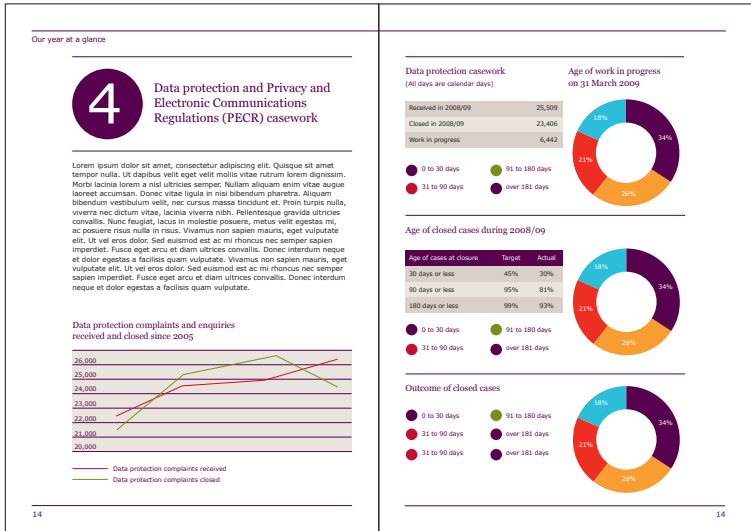 Our year at a glance
4
Data protection and Privacy and
Electronic Communications
Regulations (PECR) casework
Lorem ipsum dolor sit amet, consectetur adipiscing elit. Quisque sit amet
tempor nulla. Ut dapibus velit eget velit mollis vitae rutrum lorem dignissim.
Morbi lacinia lorem a nisl ultricies semper. Nullam aliquam enim vitae augue
laoreet accumsan. Donec vitae ligula in nisi bibendum pharetra. Aliquam
bibendum vestibulum velit, nec cursus massa tincidunt et. Proin turpis nulla,
viverra nec dictum vitae, lacinia viverra nibh. Pellentesque gravida ultricies
convallis. Nunc feugiat, lacus in molestie posuere, metus velit egestas mi,
ac posuere risus nulla in risus. Vivamus non sapien mauris, eget vulputate
elit. Ut vel eros dolor. Sed euismod est ac mi rhoncus nec semper sapien
imperdiet. Fusce eget arcu et diam ultrices convallis. Donec interdum neque
et dolor egestas a facilisis quam vulputate. Vivamus non sapien mauris, eget
vulputate elit. Ut vel eros dolor. Sed euismod est ac mi rhoncus nec semper
sapien imperdiet. Fusce eget arcu et diam ultrices convallis. Donec interdum
neque et dolor egestas a facilisis quam vulputate.
Data protection complaints and enquiries
received and closed since 2005
26,000
25,000
24,000
23,000
22,000
21,000
20,000
Data protection complaints received
Data protection complaints closed
14
Data protection casework
(All days are calendar days)
Received in 2008/09 25,509
Closed in 2008/09 23,406
Work in progress 6,442
0 to 30 days 91 to 180 days
31 to 90 days over 181 days
Age of work in progress
on 31 March 2009
18%
34%
21%
26%
Age of closed cases during 2008/09
Age of cases at closure Target Actual
30 days or less 45% 30%
90 days or less 95% 81%
180 days or less 99% 93%
0 to 30 days 91 to 180 days
31 to 90 days over 181 days
18%
34%
21%
26%
Outcome of closed cases
0 to 30 days 91 to 180 days
31 to 90 days over 181 days
31 to 90 days over 181 days
18%
34%
21%
26%
14